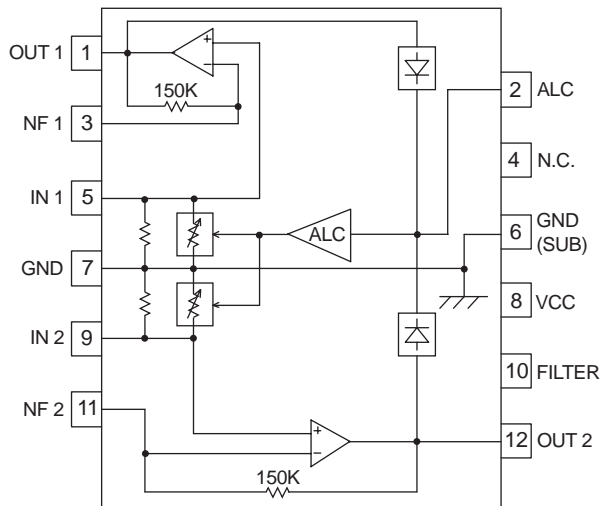 OUT 1 1
+
−
150K
2 ALC
NF 1 3
4 N.C.
IN 1 5
ALC
6 GND
(SUB)
GND 7
8 VCC
IN 2 9
10 FILTER
NF 2 11
+
−
12 OUT 2
150K